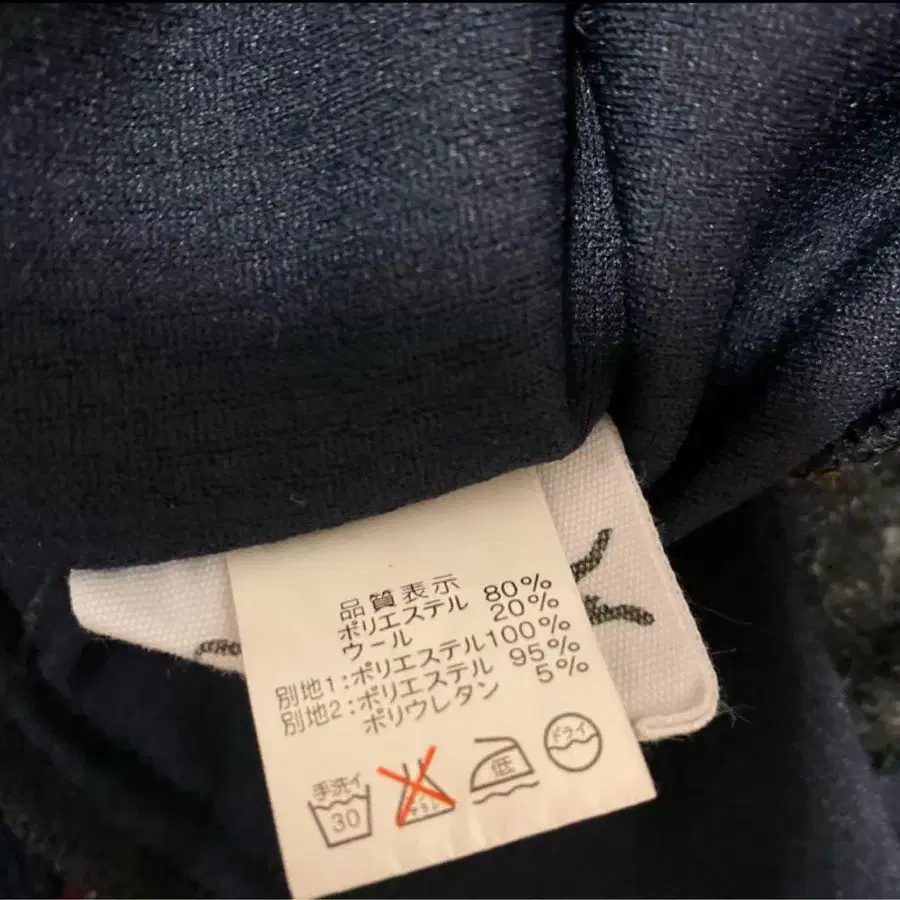 品質表示
ポリエステル 80%
ウール 20%
別地1:ポリエステル100%
別地2:ポリエステル 95%
ポリウレタン 5%
手洗イ 30
低
ドライ